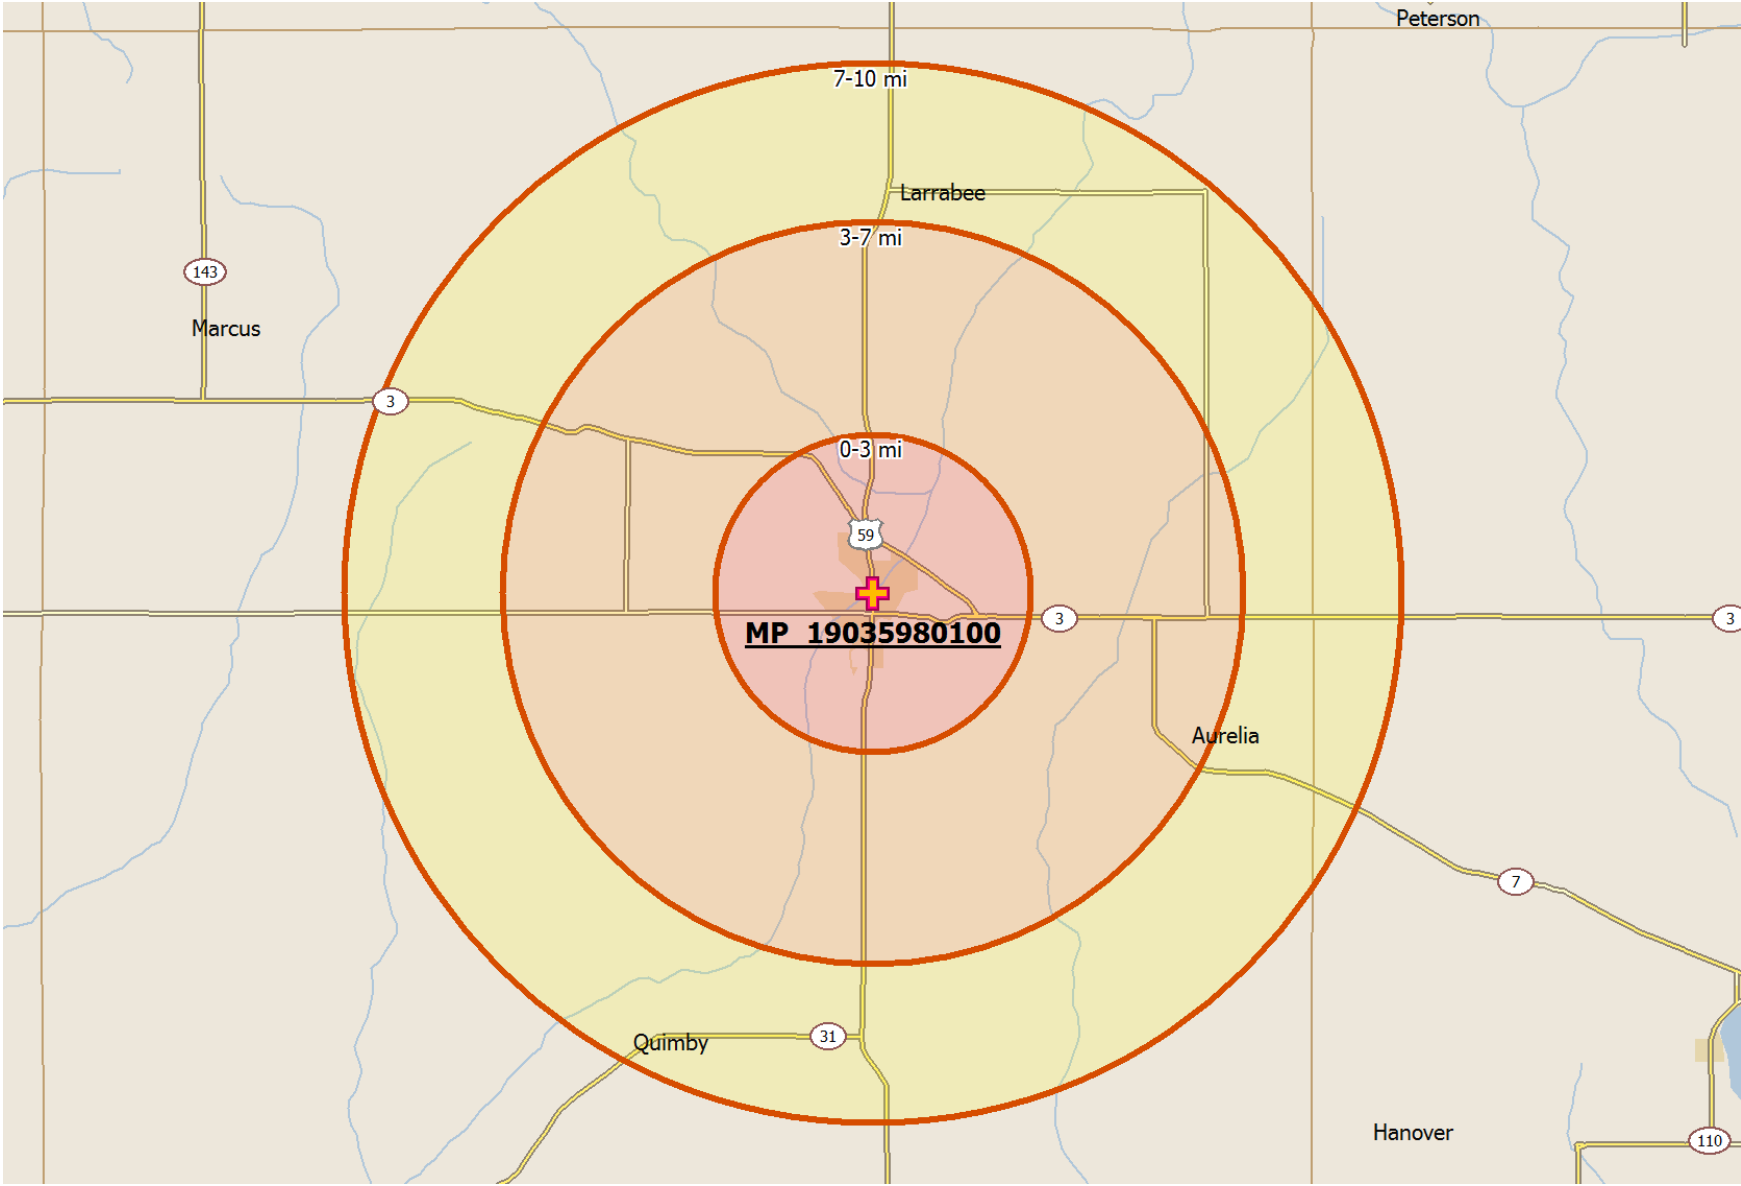 Peterson
7-10 mi
Larrabee
3-7 mi
143
Marcus
3
0-3 mi
59
3
3
MP 19035980100
Aurelia
7
31
Quimby
Hanover
110